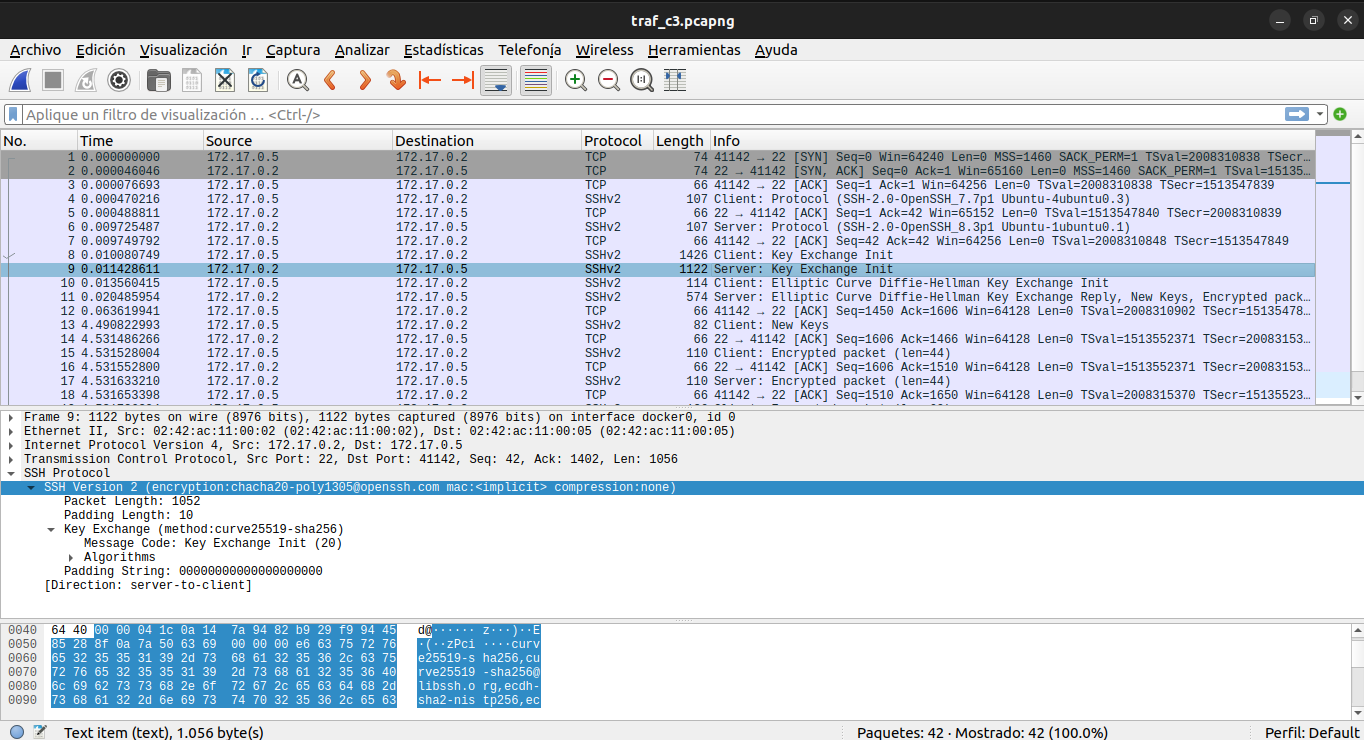 traf_c3.pcapng
Archivo Edición Visualización Ir Captura Analizar Estadísticas Telefonía Wireless Herramientas Ayuda
Aplique un filtro de visualización … <Ctrl-/>
No. Time Source Destination Protocol Length Info
1 0.000000000 172.17.0.5 172.17.0.2 TCP 74 41142 → 22 [SYN] Seq=0 Win=64240 Len=0 MSS=1460 SACK_PERM=1 TSval=2008310838 TSecr…
2 0.000046046 172.17.0.2 172.17.0.5 TCP 74 22 → 41142 [SYN, ACK] Seq=0 Ack=1 Win=65160 Len=0 MSS=1460 SACK_PERM=1 TSval=15135…
3 0.000076693 172.17.0.5 172.17.0.2 TCP 66 41142 → 22 [ACK] Seq=1 Ack=1 Win=64256 Len=0 TSval=2008310838 TSecr=1513547839
4 0.000470216 172.17.0.5 172.17.0.2 SSHv2 107 Client: Protocol (SSH-2.0-OpenSSH_7.7p1 Ubuntu-4ubuntu0.3)
5 0.000488811 172.17.0.2 172.17.0.5 TCP 66 22 → 41142 [ACK] Seq=1 Ack=42 Win=65152 Len=0 TSval=1513547840 TSecr=2008310839
6 0.009725487 172.17.0.2 172.17.0.5 SSHv2 107 Server: Protocol (SSH-2.0-OpenSSH_8.3p1 Ubuntu-1ubuntu0.1)
7 0.009749792 172.17.0.5 172.17.0.2 TCP 66 41142 → 22 [ACK] Seq=42 Ack=42 Win=64256 Len=0 TSval=2008310848 TSecr=1513547849
8 0.010080749 172.17.0.5 172.17.0.2 SSHv2 1426 Client: Key Exchange Init
9 0.011428611 172.17.0.2 172.17.0.5 SSHv2 1122 Server: Key Exchange Init
10 0.013560415 172.17.0.5 172.17.0.2 SSHv2 114 Client: Elliptic Curve Diffie-Hellman Key Exchange Init
11 0.020485954 172.17.0.2 172.17.0.5 SSHv2 574 Server: Elliptic Curve Diffie-Hellman Key Exchange Reply, New Keys, Encrypted pack…
12 0.063619941 172.17.0.5 172.17.0.2 TCP 66 41142 → 22 [ACK] Seq=1450 Ack=1606 Win=64128 Len=0 TSval=2008310902 TSecr=15135478…
13 4.490822993 172.17.0.5 172.17.0.2 SSHv2 82 Client: New Keys
14 4.531486266 172.17.0.2 172.17.0.5 TCP 66 22 → 41142 [ACK] Seq=1606 Ack=1466 Win=64128 Len=0 TSval=1513552371 TSecr=20083153…
15 4.531528004 172.17.0.5 172.17.0.2 SSHv2 110 Client: Encrypted packet (len=44)
16 4.531552800 172.17.0.2 172.17.0.5 TCP 66 22 → 41142 [ACK] Seq=1606 Ack=1510 Win=64128 Len=0 TSval=1513552371 TSecr=20083153…
17 4.531633210 172.17.0.2 172.17.0.5 SSHv2 110 Server: Encrypted packet (len=44)
18 4.531653398 172.17.0.5 172.17.0.2 TCP 66 41142 → 22 [ACK] Seq=1510 Ack=1650 Win=64128 Len=0 TSval=2008315370 TSecr=15135523…
Frame 9: 1122 bytes on wire (8976 bits), 1122 bytes captured (8976 bits) on interface docker0, id 0
Ethernet II, Src: 02:42:ac:11:00:02 (02:42:ac:11:00:02), Dst: 02:42:ac:11:00:05 (02:42:ac:11:00:05)
Internet Protocol Version 4, Src: 172.17.0.2, Dst: 172.17.0.5
Transmission Control Protocol, Src Port: 22, Dst Port: 41142, Seq: 42, Ack: 1402, Len: 1056
SSH Protocol
SSH Version 2 (encryption:chacha20-poly1305@openssh.com mac:<implicit> compression:none)
Packet Length: 1052
Padding Length: 10
Key Exchange (method:curve25519-sha256)
Message Code: Key Exchange Init (20)
Algorithms
Padding String: 00000000000000000000
[Direction: server-to-client]
0040 64 40 00 00 04 1c 0a 14 7a 94 82 b9 29 f9 94 45 d@······ z···)··E
0050 85 28 8f 0a 7a 50 63 69 00 00 00 e6 63 75 72 76 ·(··zPci ····curv
0060 65 32 35 35 31 39 2d 73 68 61 32 35 36 2c 63 75 e25519-s ha256,cu
0070 72 76 65 32 35 35 31 39 2d 73 68 61 32 35 36 40 rve25519 -sha256@
0080 6c 69 62 73 73 68 2e 6f 72 67 2c 65 63 64 68 2d libssh.o rg,ecdh-
0090 73 68 61 32 2d 6e 69 73 74 70 32 35 36 2c 65 63 sha2-nis tp256,ec
Text item (text), 1.056 byte(s) Paquetes: 42 · Mostrado: 42 (100.0%) Perfil: Default